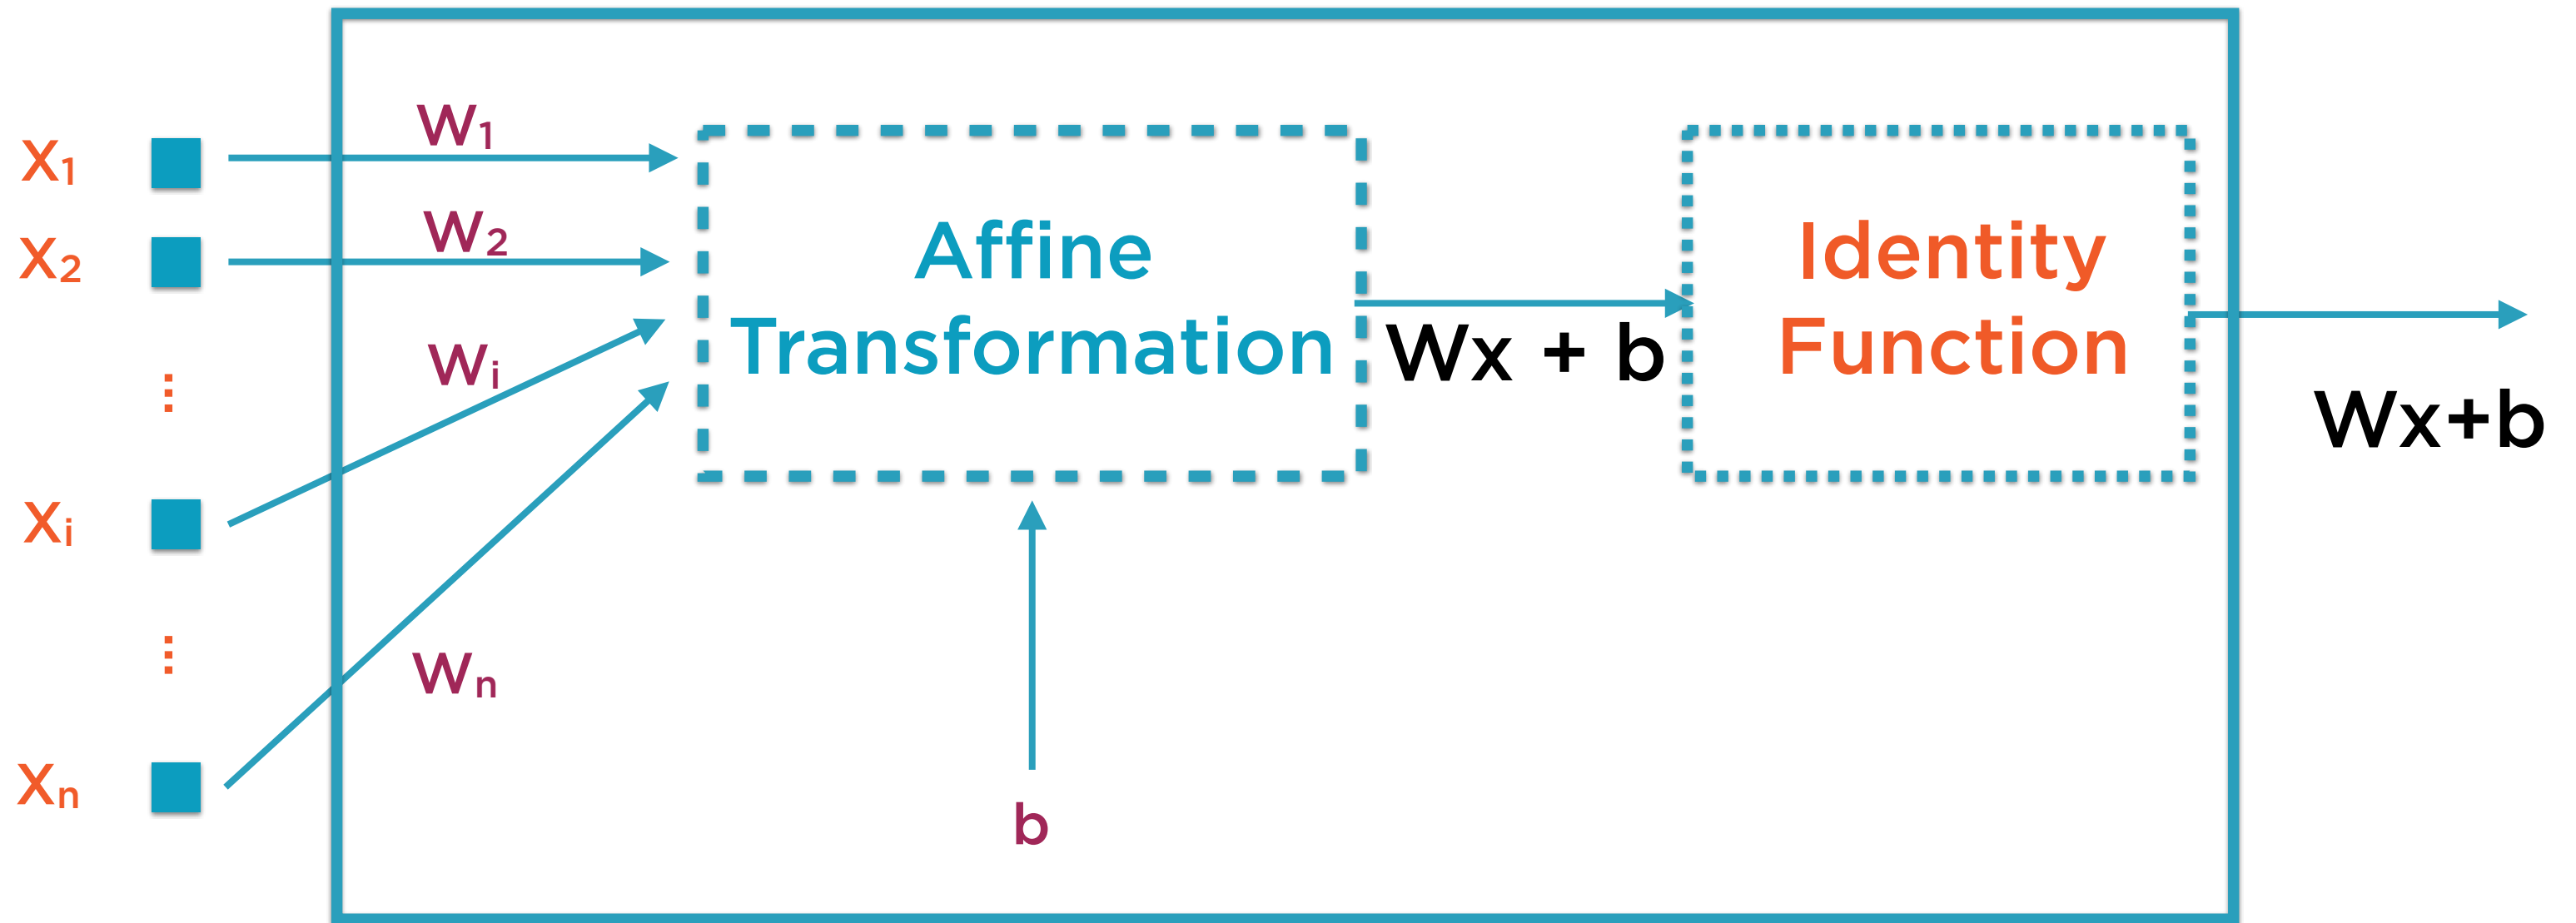 X₁
W₁
X₂
W₂
Wᵢ
⋮
Xᵢ
⋮
Wₙ
Xₙ
Affine
Transformation
b
Wx + b
Identity
Function
Wx+b